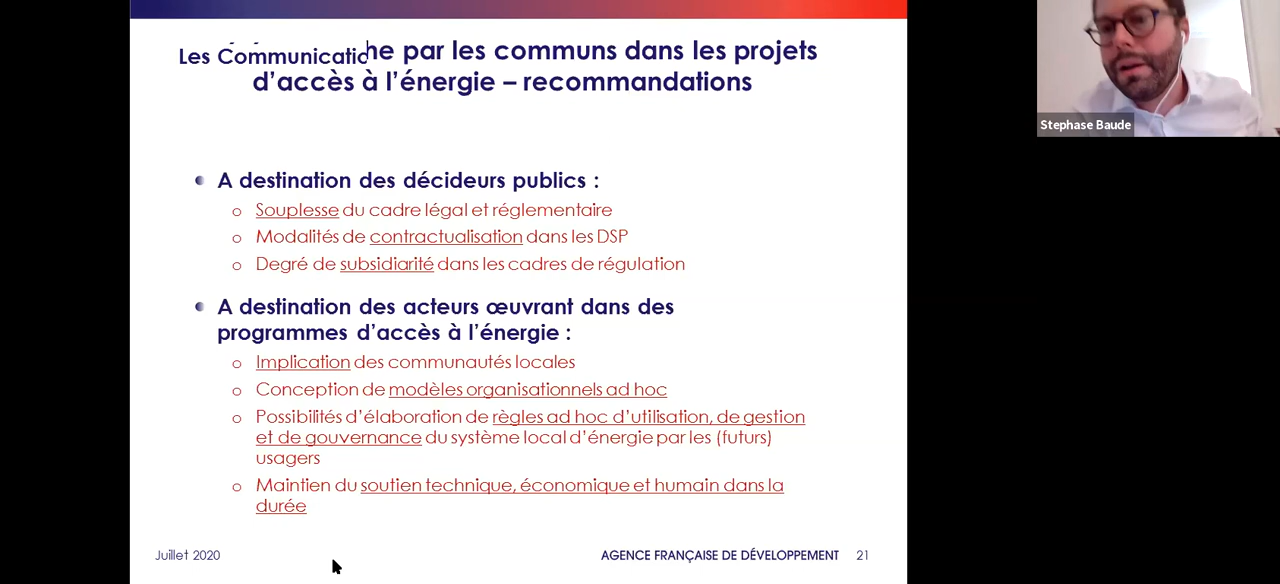 Les Communicatio he par les communs dans les projets
d’accès à l’énergie – recommandations
Stephase Baude
A destination des décideurs publics :
o Souplesse du cadre légal et réglementaire
o Modalités de contractualisation dans les DSP
o Degré de subsidiarité dans les cadres de régulation
A destination des acteurs œuvrant dans des
programmes d’accès à l’énergie :
o Implication des communautés locales
o Conception de modèles organisationnels ad hoc
o Possibilités d’élaboration de règles ad hoc d’utilisation, de gestion
et de gouvernance du système local d’énergie par les (futurs)
usagers
o Maintien du soutien technique, économique et humain dans la
durée
Juillet 2020
AGENCE FRANÇAISE DE DÉVELOPPEMENT 21